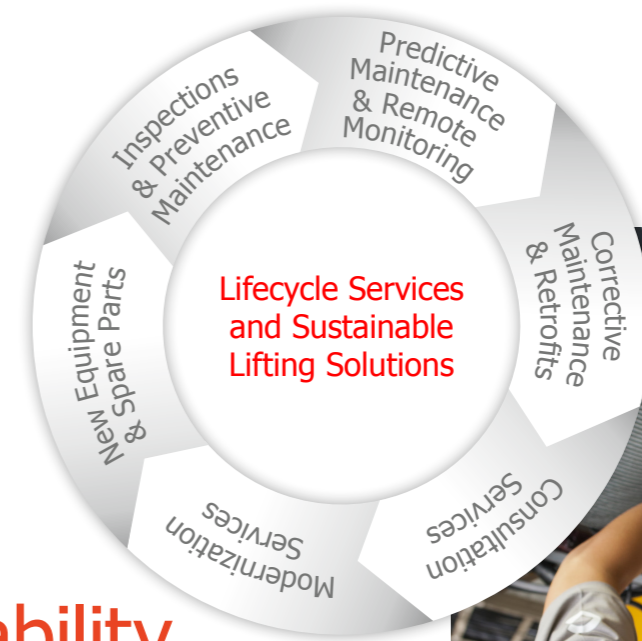 Predictive
Maintenance
& Remote
Monitoring
Corrective
Maintenance
& Retrofits
Consultation
Services
Modernization
Services
New Equipment
& Spare Parts
Inspections
& Preventive
Maintenance
Lifecycle Services
and Sustainable
Lifting Solutions
ability